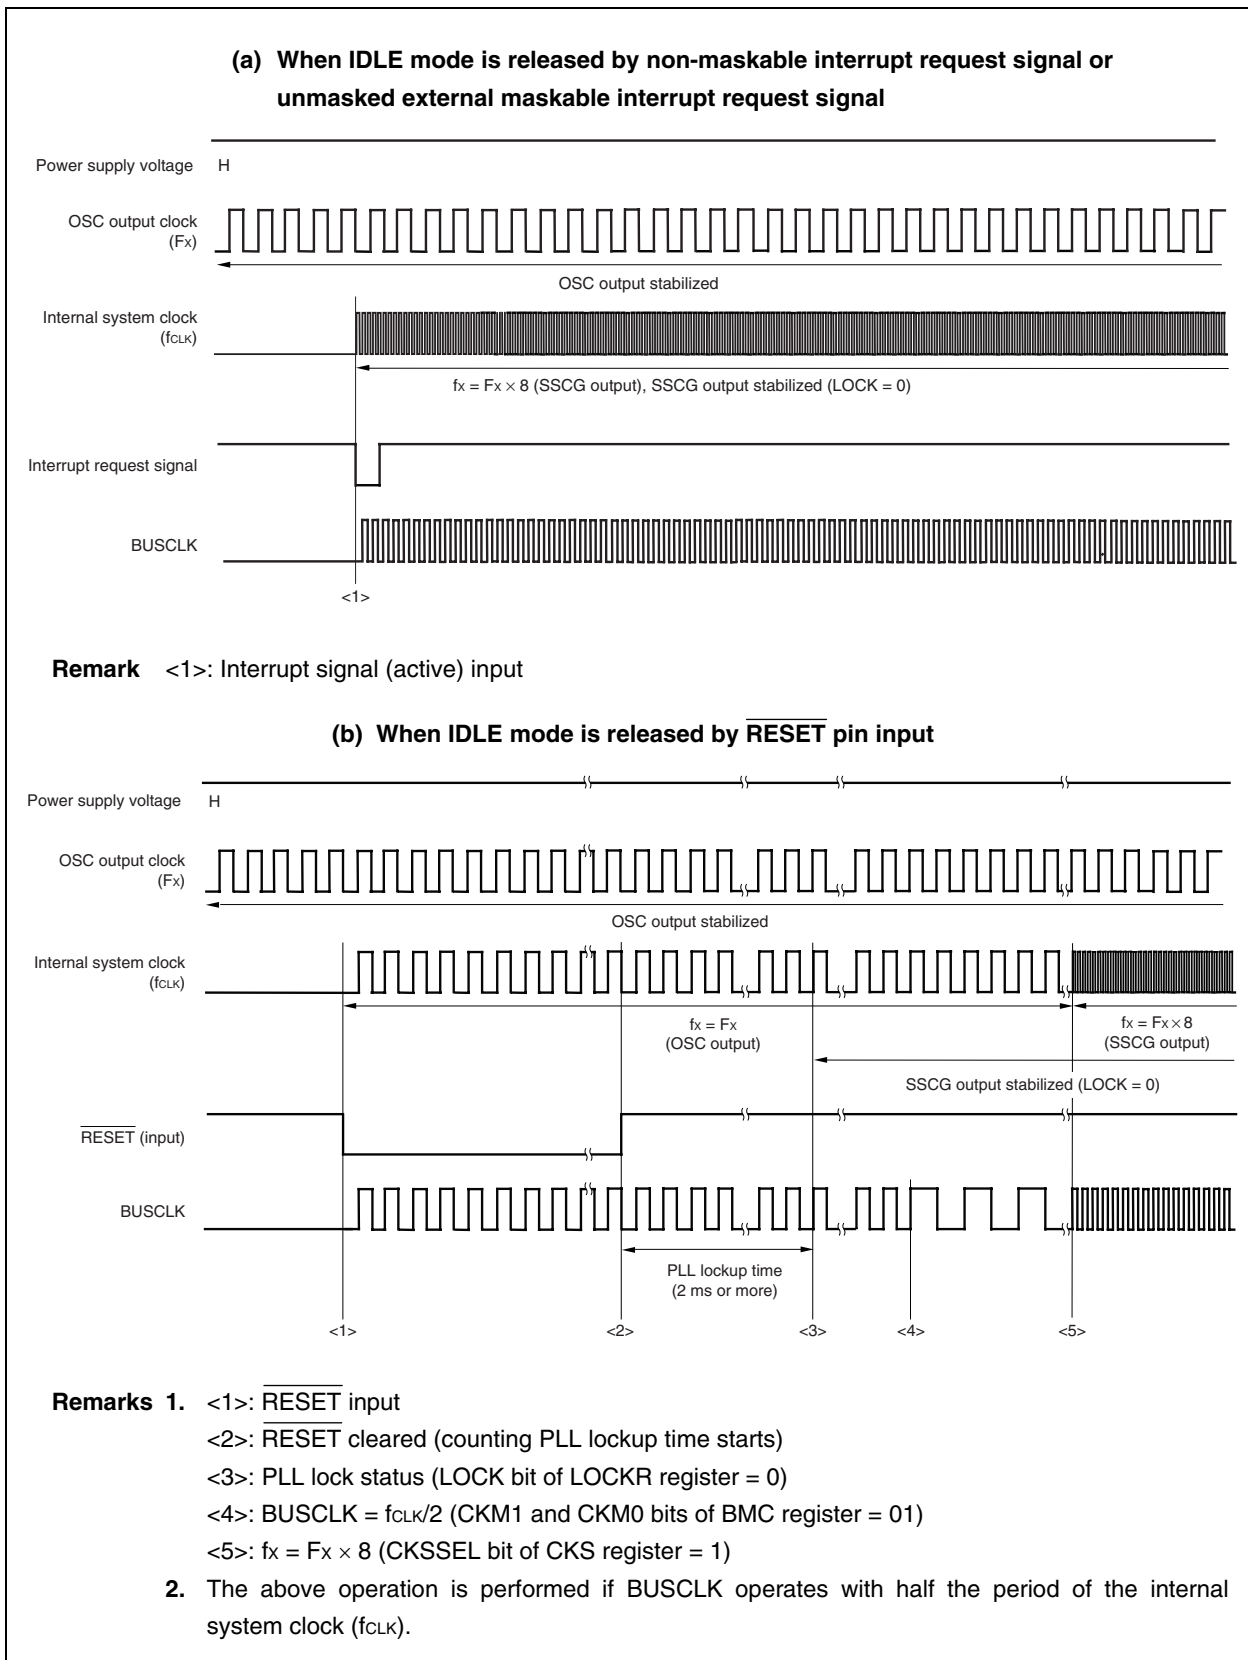 (a) When IDLE mode is released by non-maskable interrupt request signal or
unmasked external maskable interrupt request signal
Power supply voltage H
OSC output clock
(Fx)
OSC output stabilized
Internal system clock
(fCLK)
fx = Fx × 8 (SSCG output), SSCG output stabilized (LOCK = 0)
Interrupt request signal
BUSCLK
<1>
Remark <1>: Interrupt signal (active) input
(b) When IDLE mode is released by RESET pin input
Power supply voltage H
OSC output clock
(Fx)
OSC output stabilized
Internal system clock
(fCLK)
fx = Fx
(OSC output)
fx = Fx × 8
(SSCG output)
SSCG output stabilized (LOCK = 0)
RESET (input)
BUSCLK
PLL lockup time
(2 ms or more)
<1> <2> <3> <4> <5>
Remarks 1. <1>: RESET input
<2>: RESET cleared (counting PLL lockup time starts)
<3>: PLL lock status (LOCK bit of LOCKR register = 0)
<4>: BUSCLK = fCLK/2 (CKM1 and CKM0 bits of BMC register = 01)
<5>: fx = Fx × 8 (CKSSEL bit of CKS register = 1)
2. The above operation is performed if BUSCLK operates with half the period of the internal
system clock (fCLK).